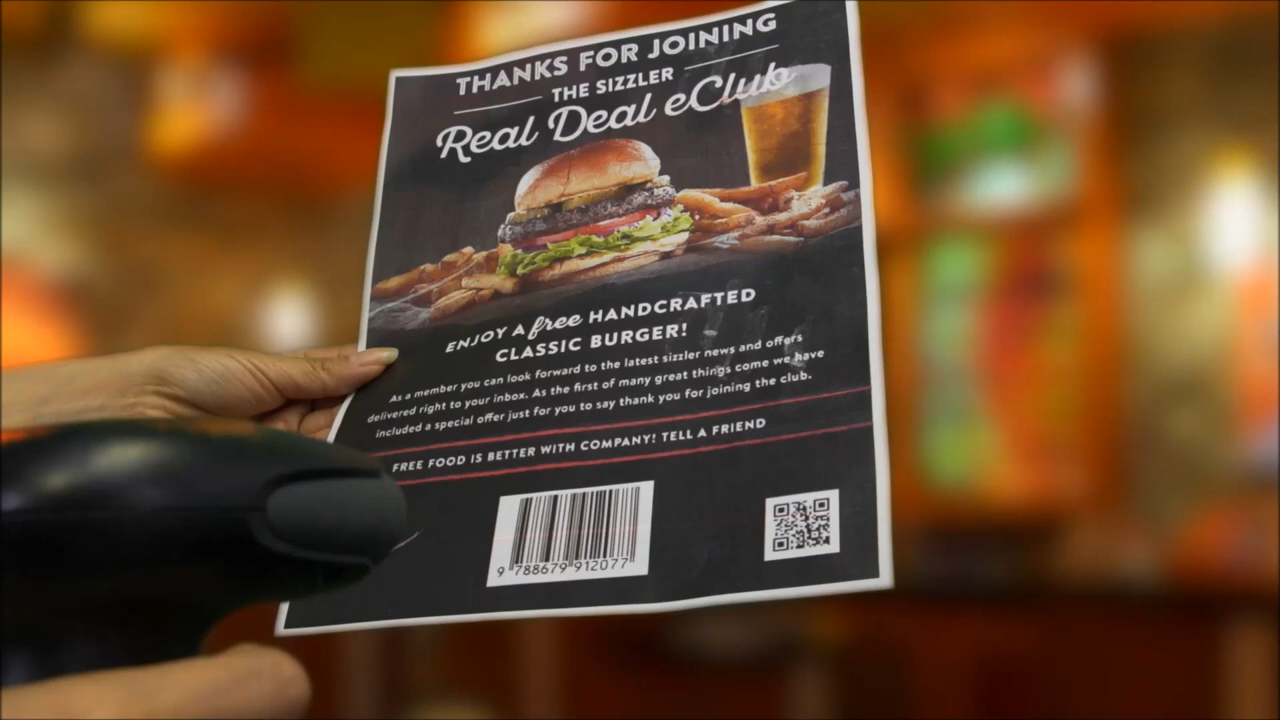 THANKS FOR JOINING
THE SIZZLER
Real Deal eClub
ENJOY A free HANDCRAFTED
CLASSIC BURGER!
As a member you can look forward to the latest sizzler news and offers
delivered right to your inbox. As the first of many great things come we have
included a special offer just for you to say thank you for joining the club.
FREE FOOD IS BETTER WITH COMPANY! TELL A FRIEND
9 788679 912077